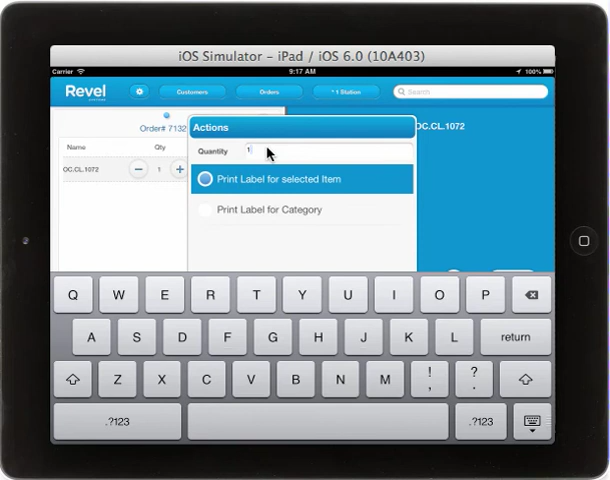 iOS Simulator – iPad / iOS 6.0 (10A403)
Carrier 9:17 AM 100%
Revel Customers Orders 1 Station Search
SYSTEMS
Order# 7132 Actions OC.CL.1072
Name Qty Quantity 1
OC.CL.1072 − 1 + Print Label for selected Item
Print Label for Category
Q W E R T Y U I O P
A S D F G H J K L return
Z X C V B N M ! , ? .
.?123 .?123